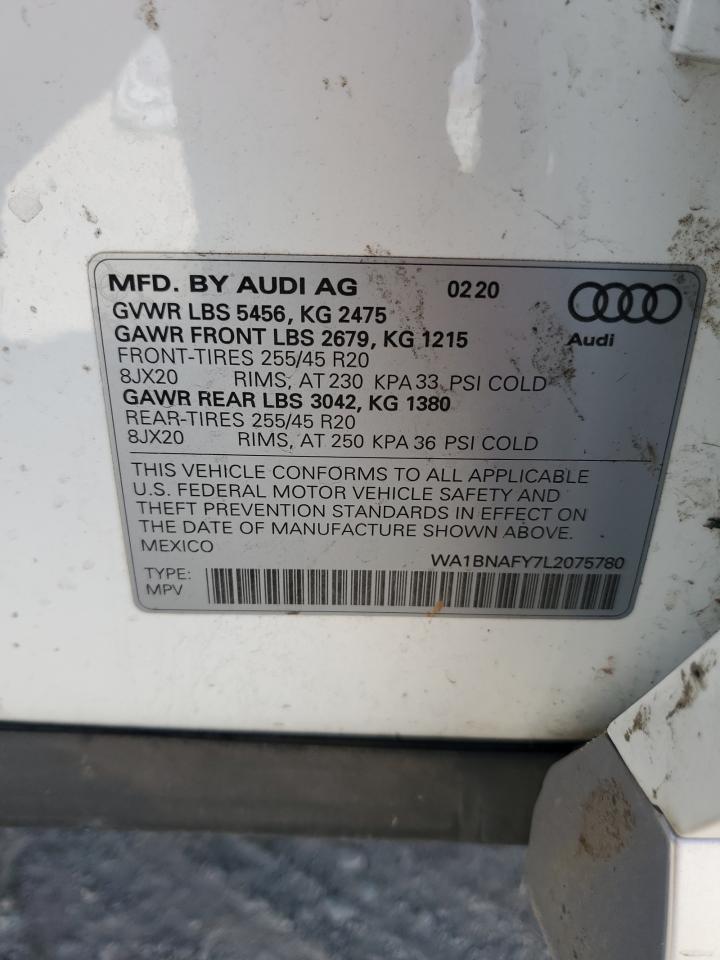 MFD. BY AUDI AG 02 20
GVWR LBS 5456, KG 2475
GAWR FRONT LBS 2679, KG 1215
Audi
FRONT-TIRES 255/45 R20
8JX20 RIMS, AT 230 KPA 33 PSI COLD
GAWR REAR LBS 3042, KG 1380
REAR-TIRES 255/45 R20
8JX20 RIMS, AT 250 KPA 36 PSI COLD
THIS VEHICLE CONFORMS TO ALL APPLICABLE
U.S. FEDERAL MOTOR VEHICLE SAFETY AND
THEFT PREVENTION STANDARDS IN EFFECT ON
THE DATE OF MANUFACTURE SHOWN ABOVE.
MEXICO WA1BNAFY7L2075780
TYPE:
MPV